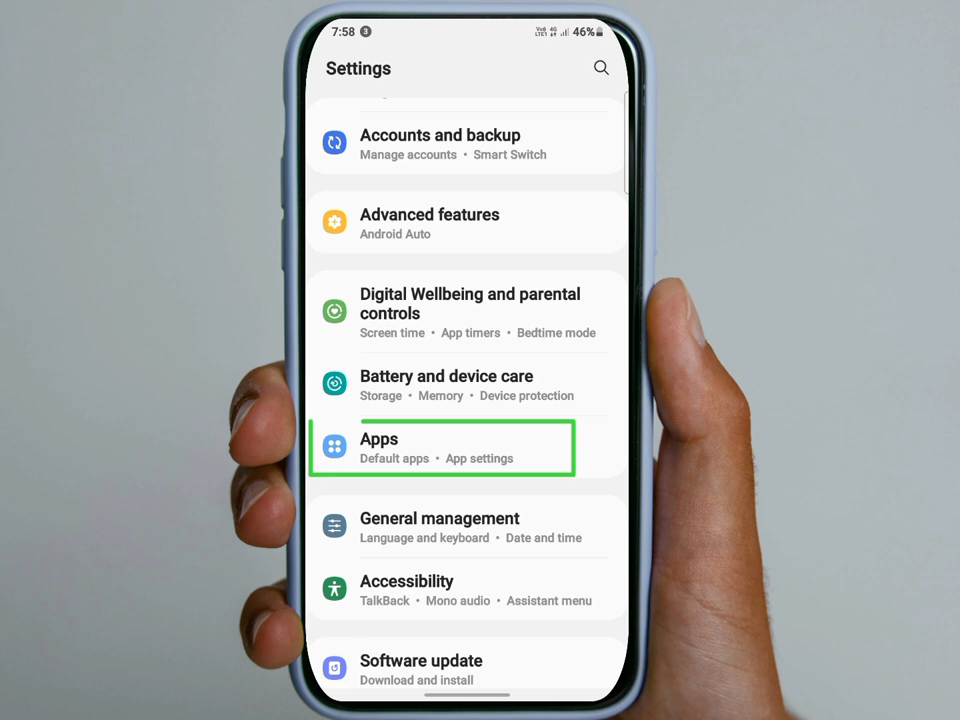 7:58 3 46%
Settings
Accounts and backup
Manage accounts • Smart Switch
Advanced features
Android Auto
Digital Wellbeing and parental
controls
Screen time • App timers • Bedtime mode
Battery and device care
Storage • Memory • Device protection
Apps
Default apps • App settings
General management
Language and keyboard • Date and time
Accessibility
TalkBack • Mono audio • Assistant menu
Software update
Download and install